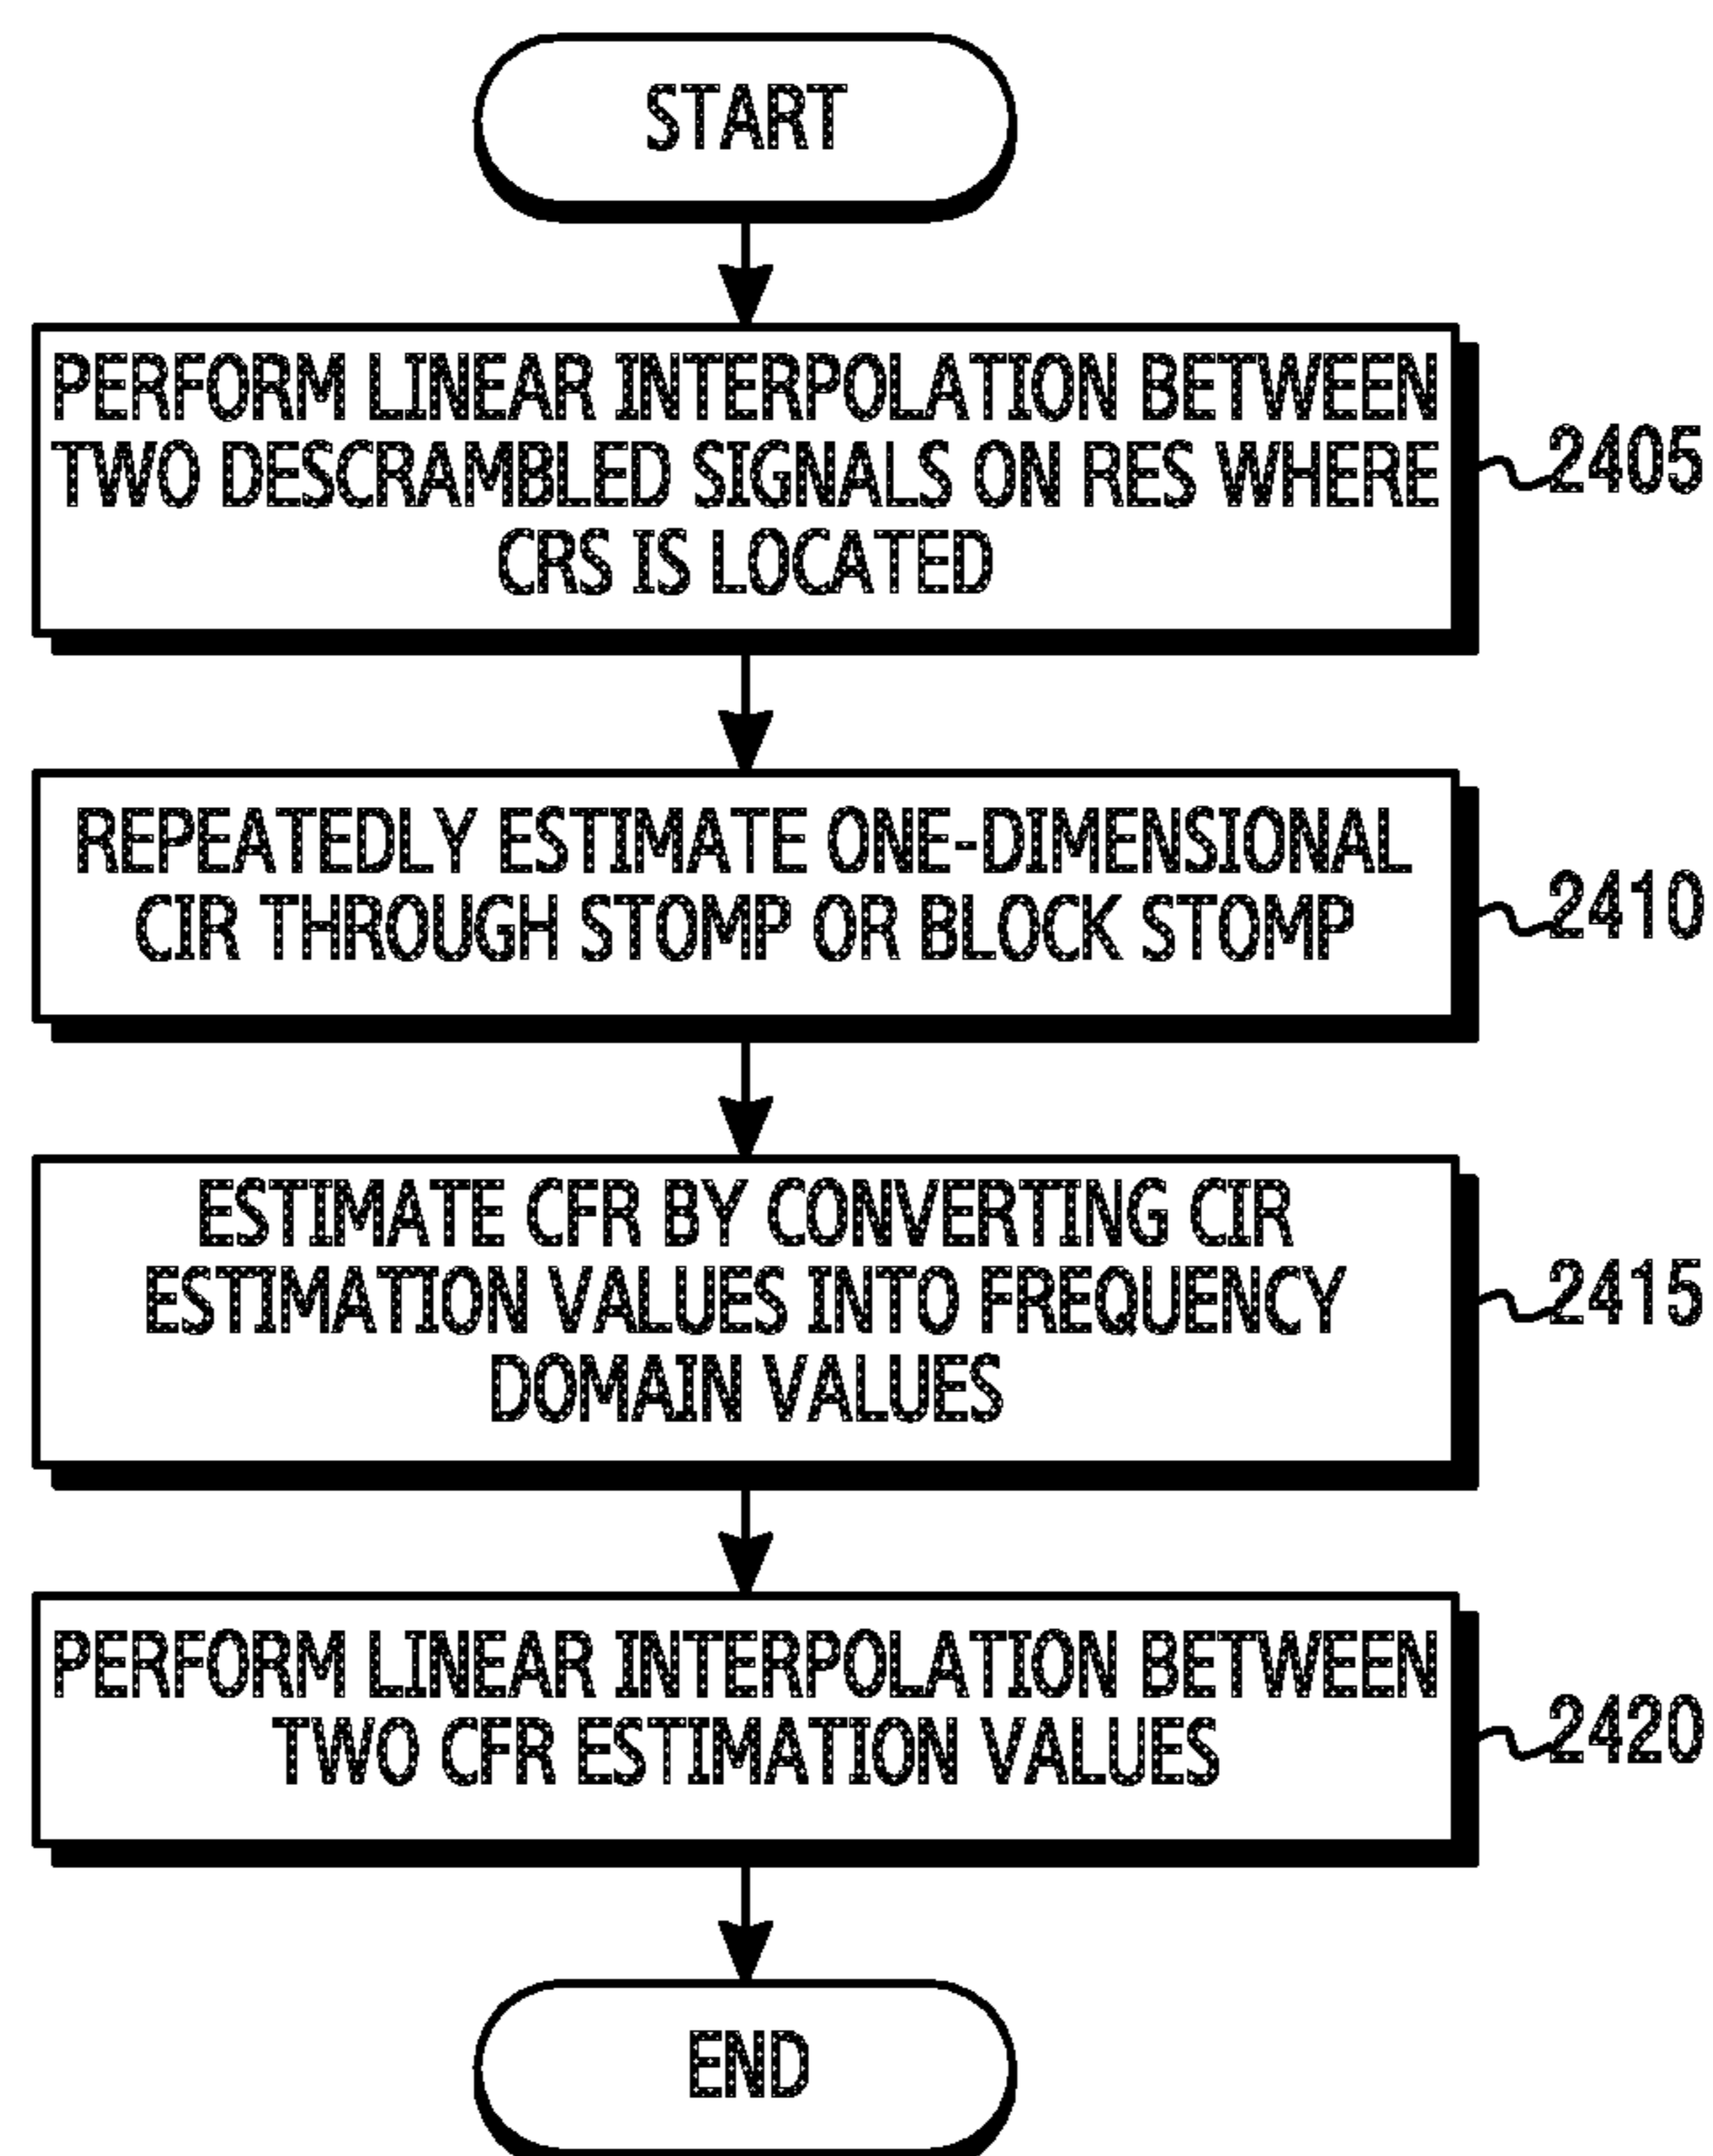 START
PERFORM LINEAR INTERPOLATION BETWEEN
TWO DESCRAMBLED SIGNALS ON RES WHERE
CRS IS LOCATED
2405
REPEATEDLY ESTIMATE ONE-DIMENSIONAL
CIR THROUGH STOMP OR BLOCK STOMP
2410
ESTIMATE CFR BY CONVERTING CIR
ESTIMATION VALUES INTO FREQUENCY
DOMAIN VALUES
2415
PERFORM LINEAR INTERPOLATION BETWEEN
TWO CFR ESTIMATION VALUES
2420
END